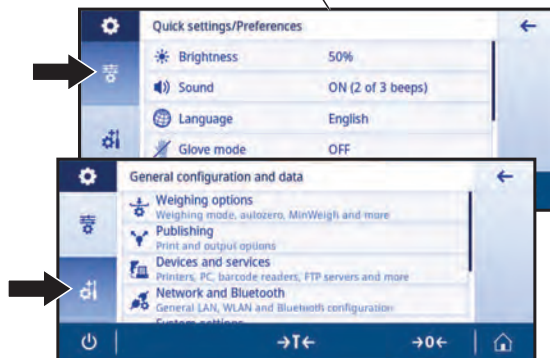 Quick settings/Preferences
Brightness 50%
Sound ON (2 of 3 beeps)
Language English
Glove mode OFF
General configuration and data
Weighing options
Weighing mode, autozero, MinWeigh and more
Publishing
Print and output options
Devices and services
Printers, PC, barcode readers, FTP servers and more
Network and Bluetooth
General LAN, WLAN and Bluetooth configuration
System settings
→T← →0←